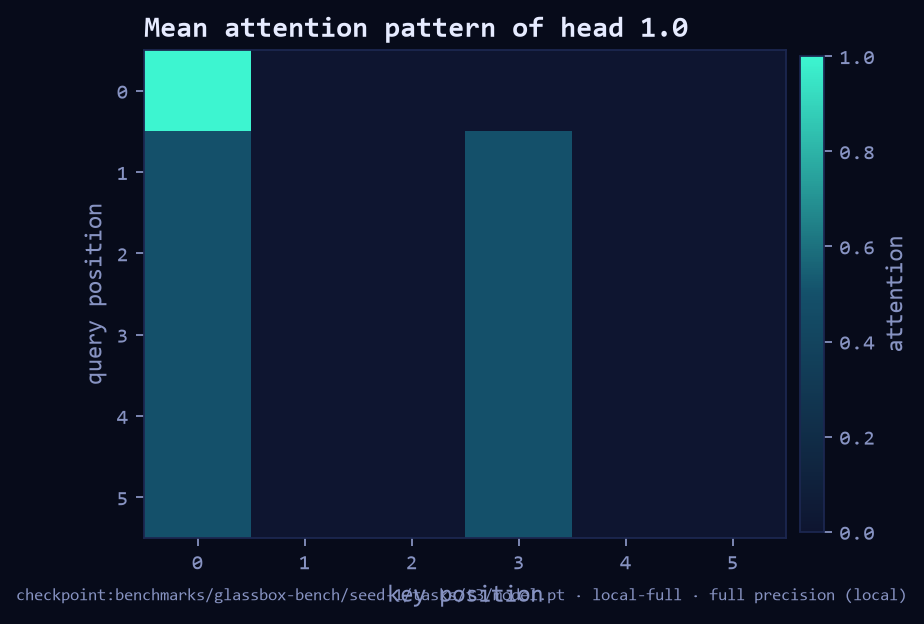 Mean attention pattern of head 1.0
query position
0
1
2
3
4
5
0 1 2 3 4 5
key position
checkpoint:benchmarks/glassbox-bench/seed- .pt · local-full · full precision (local)
1.0
0.8
0.6
0.4
0.2
0.0
attention